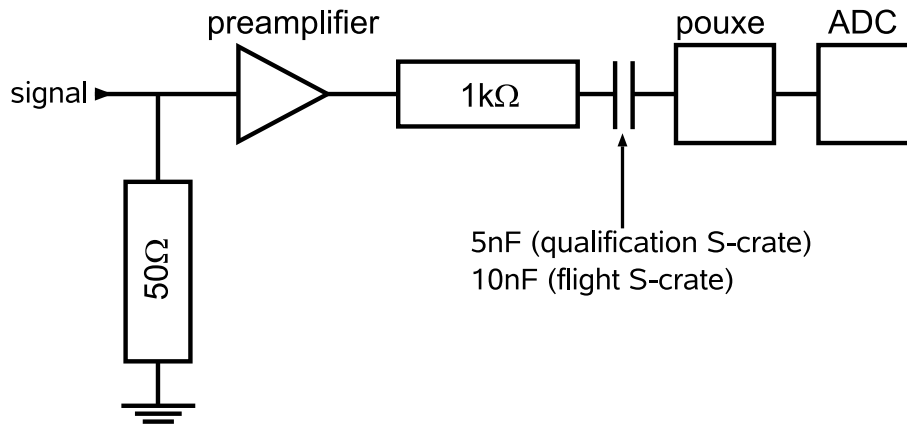 preamplifier
pouxe
ADC
signal
1kΩ
50Ω
5nF (qualification S-crate)
10nF (flight S-crate)